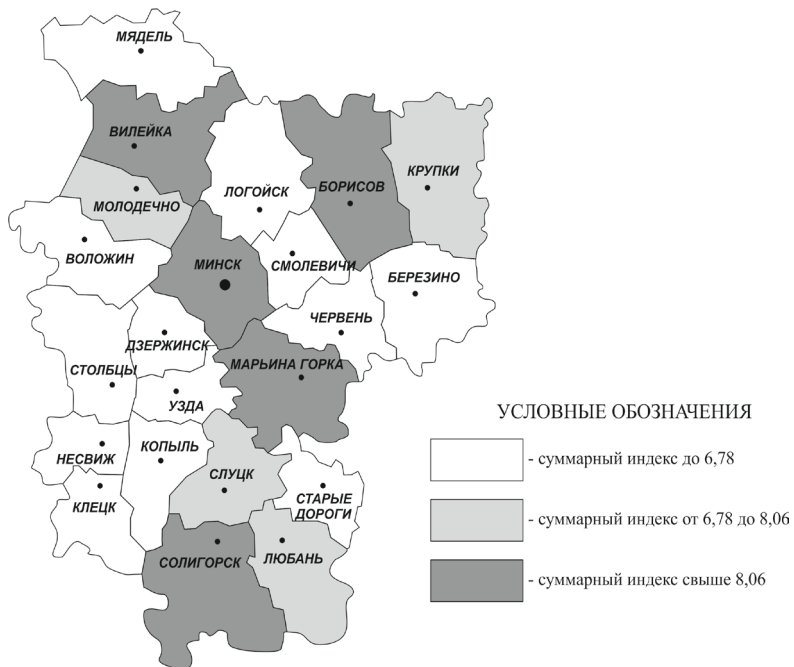 МЯДЕЛЬ
ВИЛЕЙКА
МОЛОДЕЧНО
ЛОГОЙСК
БОРИСОВ
КРУПКИ
ВОЛОЖИН
МИНСК
СМОЛЕВИЧИ
БЕРЕЗИНО
ЧЕРВЕНЬ
ДЗЕРЖИНСК
СТОЛБЦЫ
МАРЬИНА ГОРКА
УЗДА
НЕСВИЖ
КОПЫЛЬ
КЛЕЦК
СЛУЦК
СТАРЫЕ
ДОРОГИ
СОЛИГОРСК
ЛЮБАНЬ
УСЛОВНЫЕ ОБОЗНАЧЕНИЯ
- суммарный индекс до 6,78
- суммарный индекс от 6,78 до 8,06
- суммарный индекс свыше 8,06